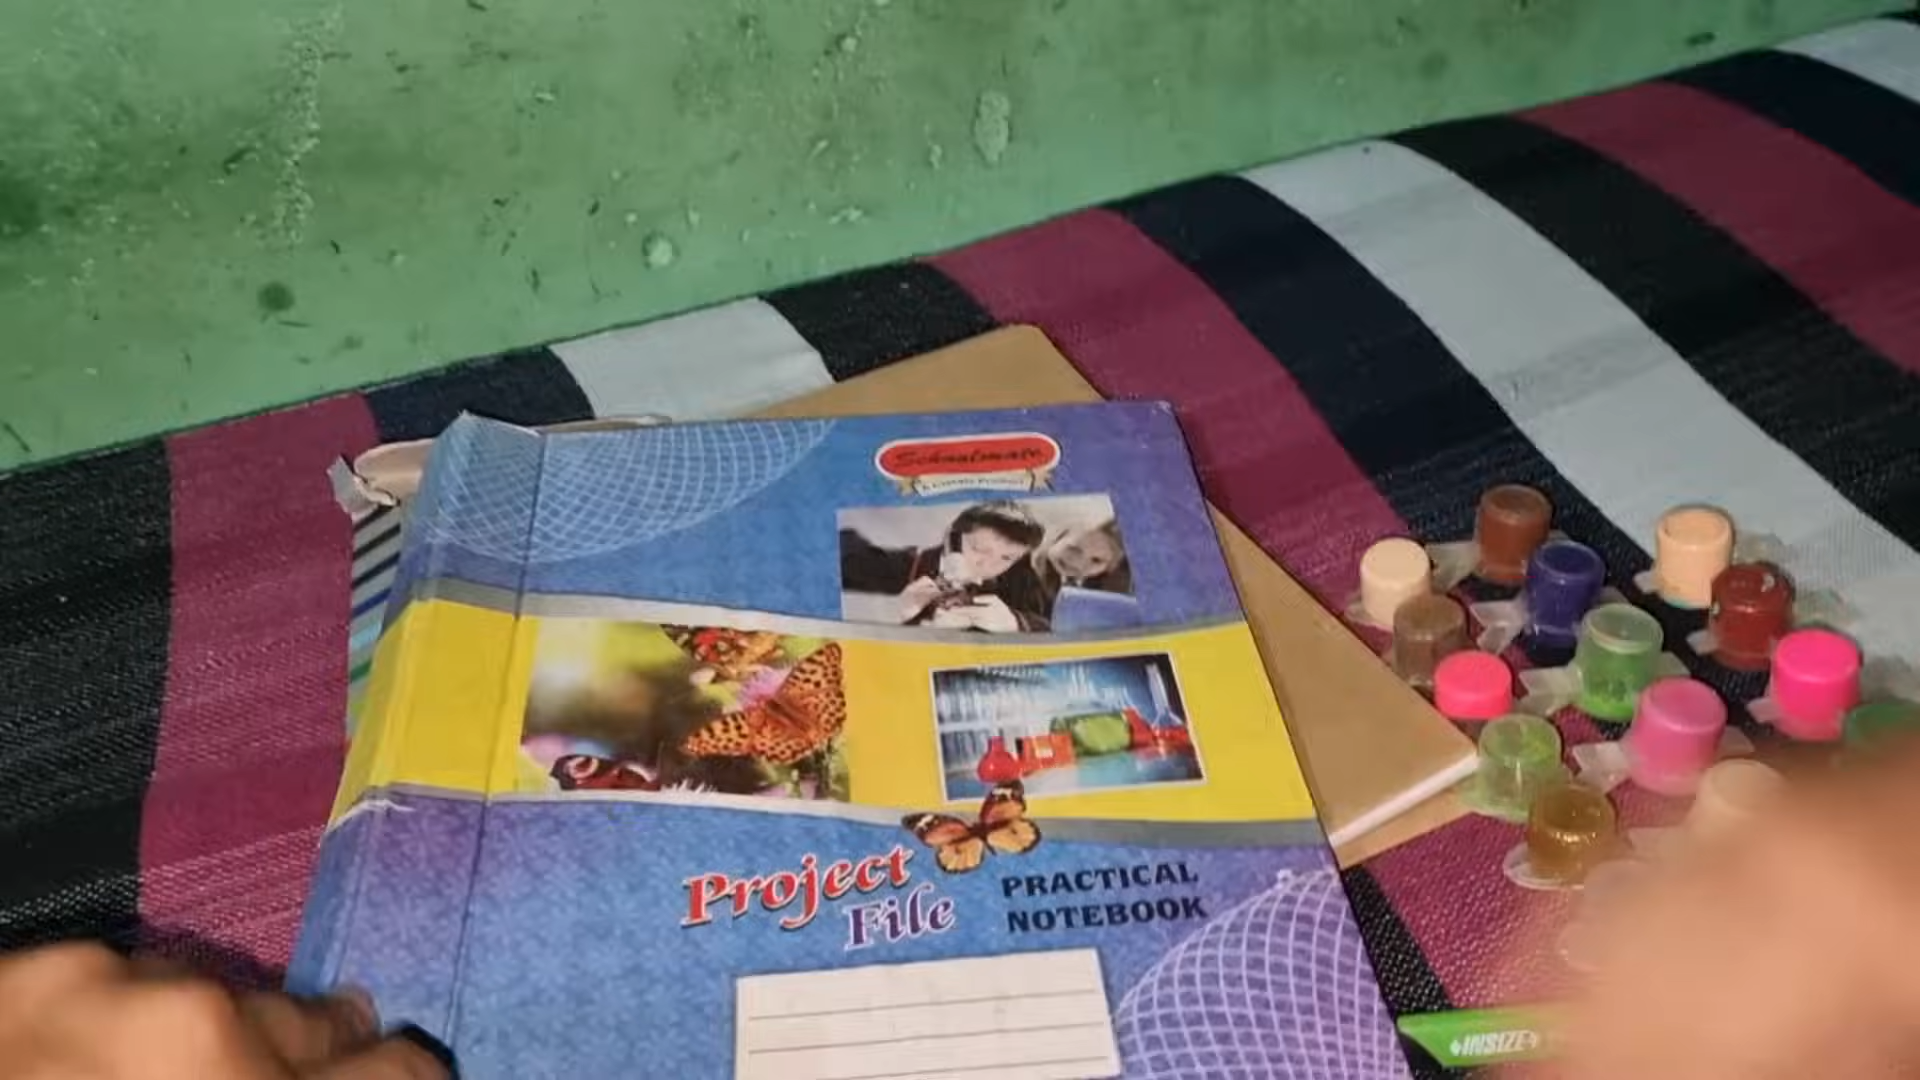 Schoolmate
Project
File
PRACTICAL
NOTEBOOK
INSIZE